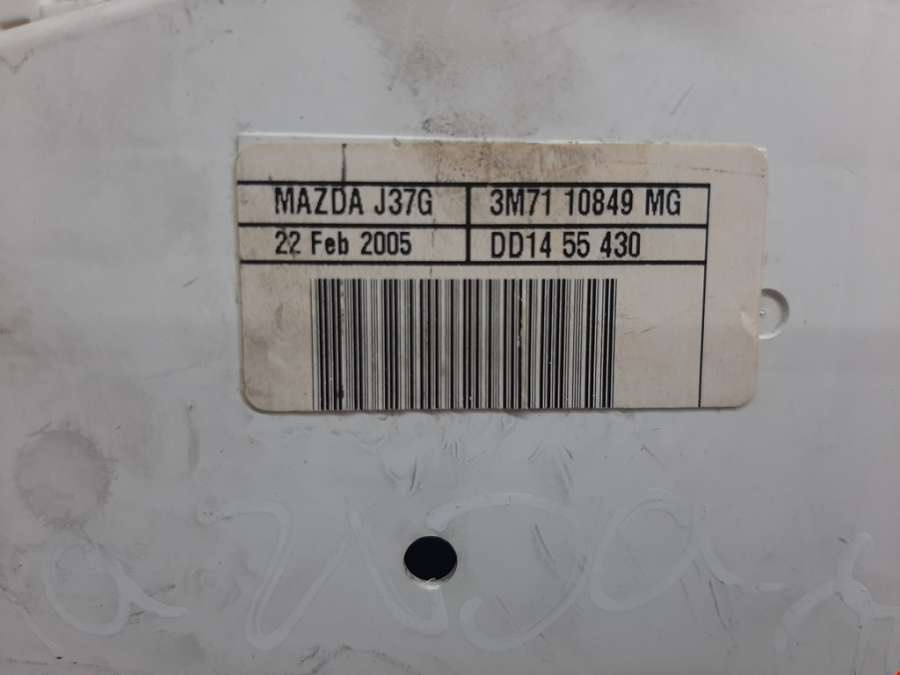 MAZDA J37G 3M71 10849 MG
22 Feb 2005 DD14 55 430